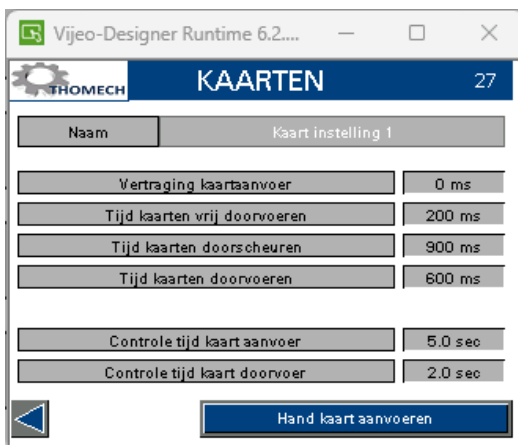 Vijeo-Designer Runtime 6.2....
THOMECH KAARTEN 27
Naam Kaart instelling 1
Vertraging kaartaanvoer 0 ms
Tijd kaarten vrij doorvoeren 200 ms
Tijd kaarten doorscheuren 900 ms
Tijd kaarten doorvoeren 600 ms
Controle tijd kaart aanvoer 5.0 sec
Controle tijd kaart doorvoer 2.0 sec
Hand kaart aanvoeren